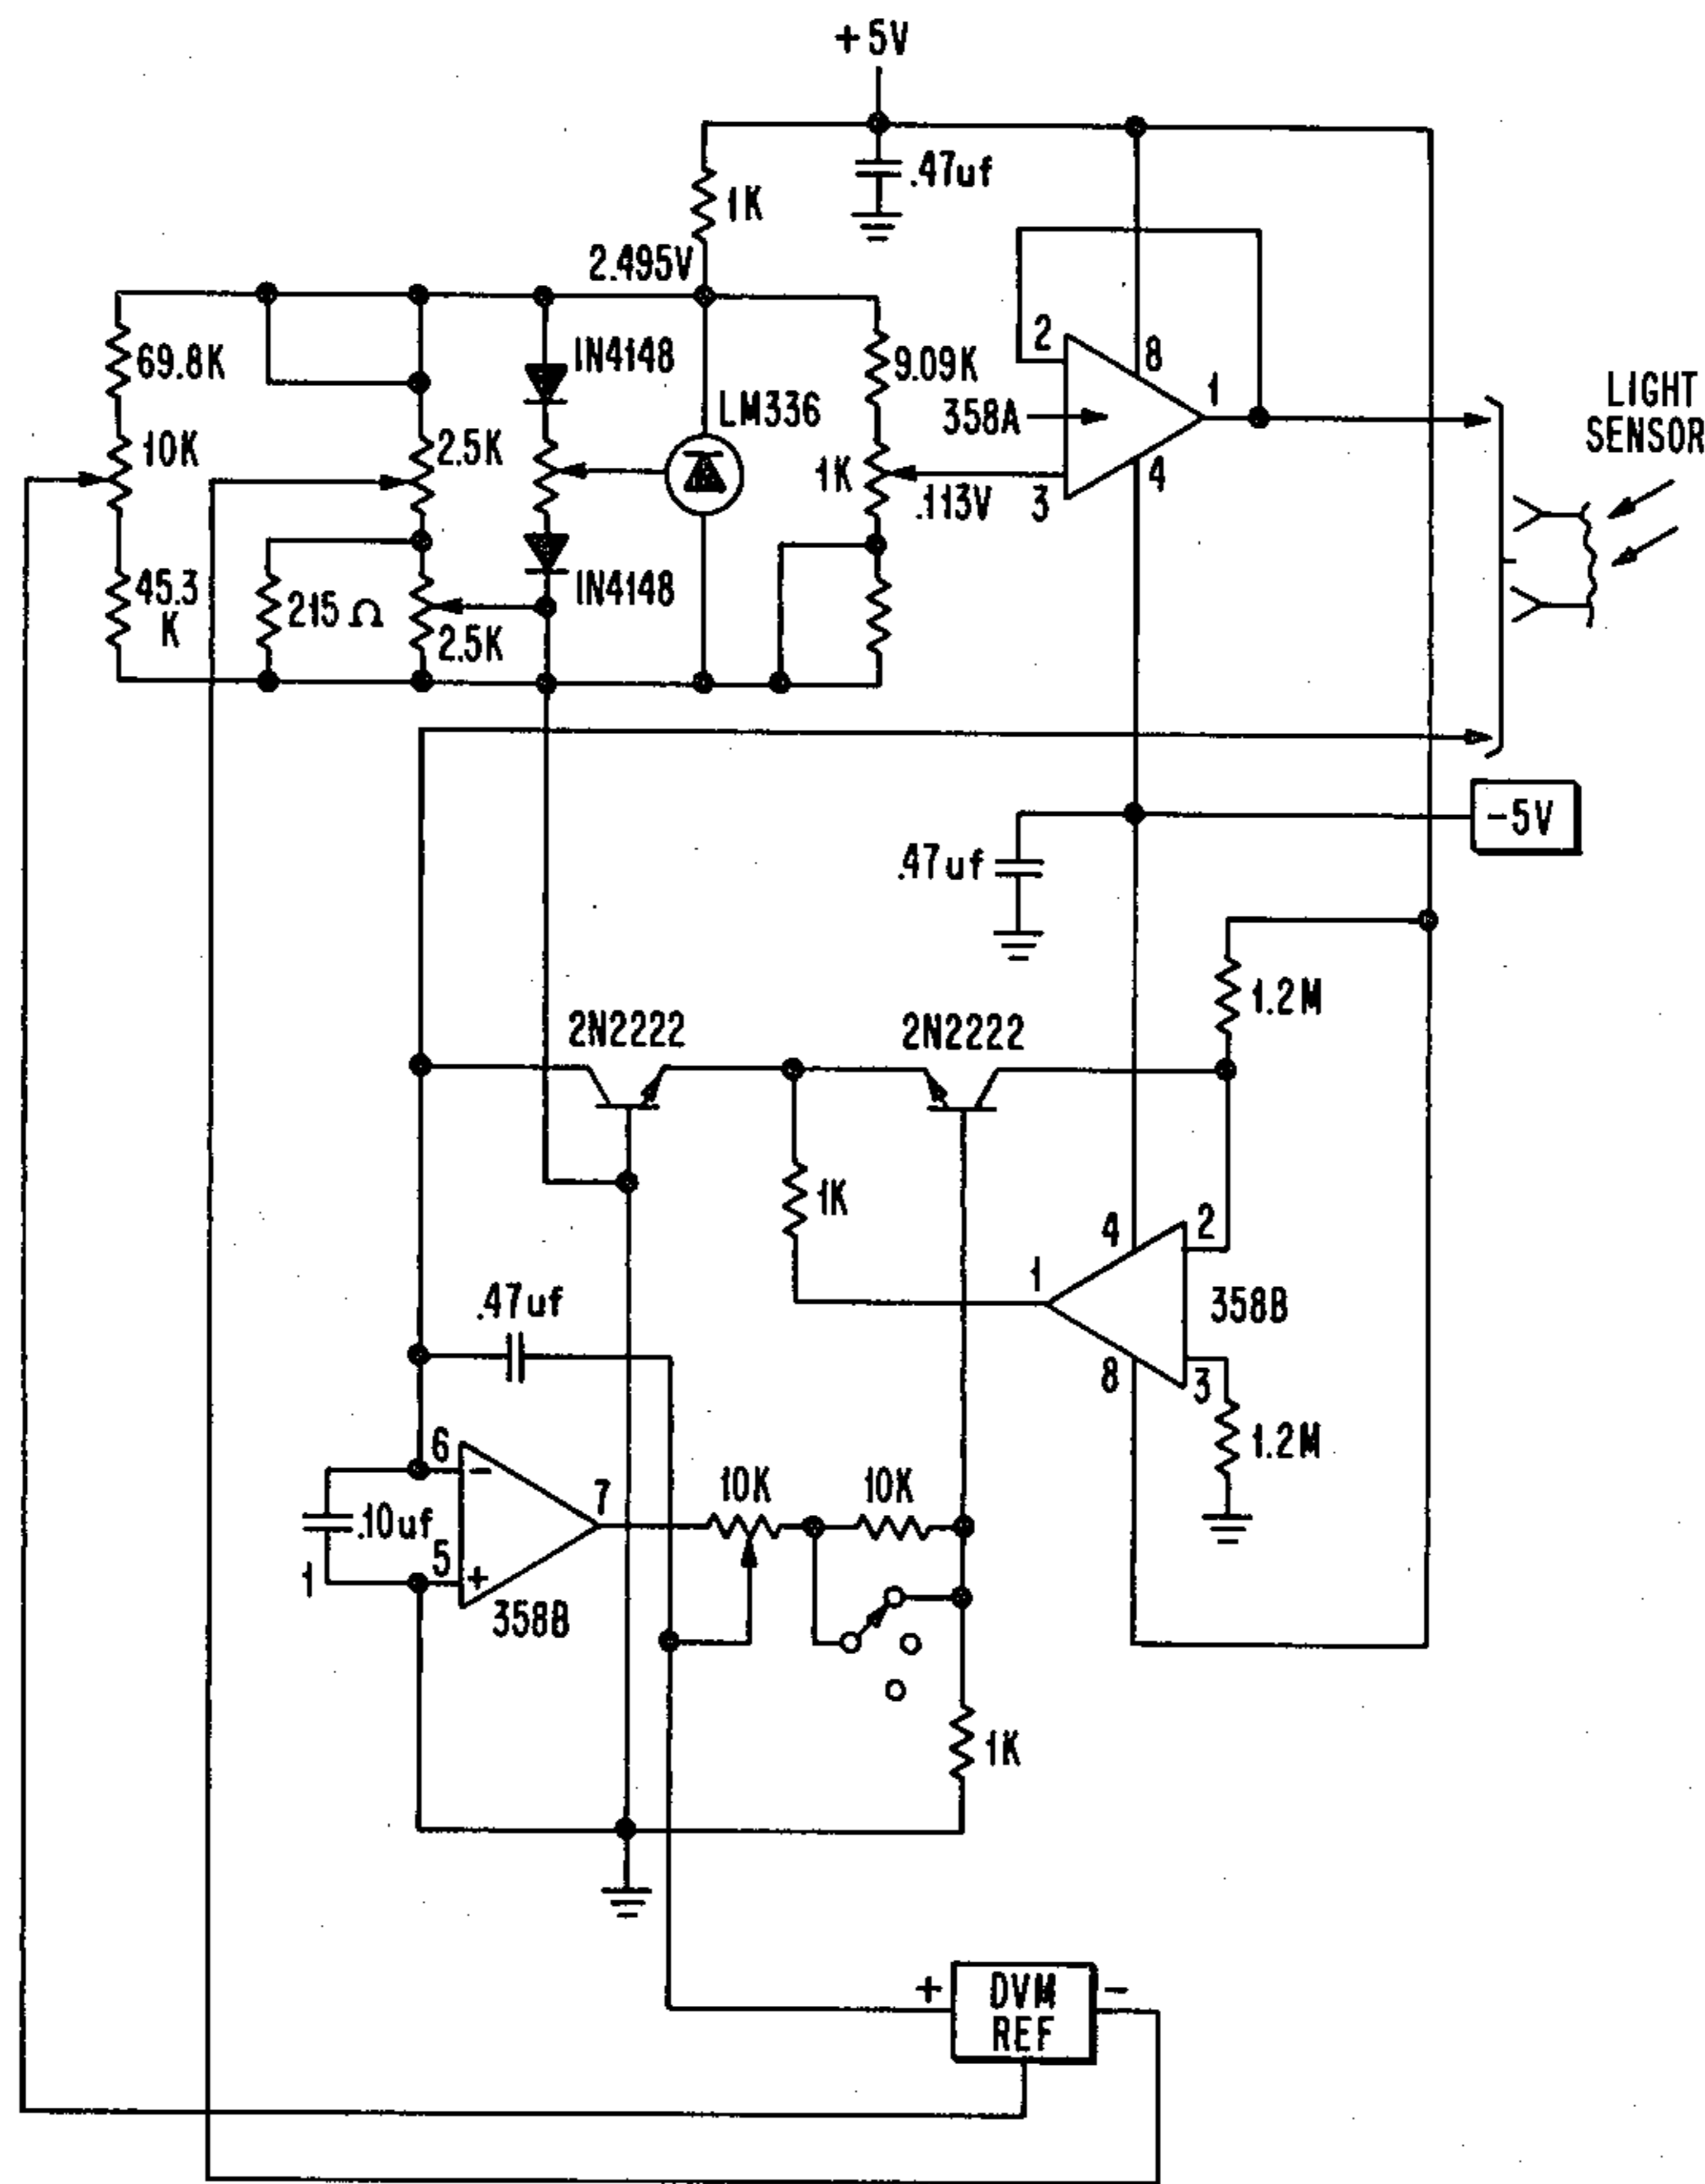 +5V
.47uf
1K
2.495V
69.8K
IN4148
9.09K
2
8
1
LIGHT
SENSOR
LM336
358A
10K
2.5K
1K
.113V
3
4
45.3
K
215 Ω
IN4148
2.5K
-5V
.47uf
1.2M
2N2222
2N2222
1K
4
2
1
358B
.47uf
8
3
1.2M
6
-
7
10K
10K
.10uf
5
+
1
358B
1K
+
DVM
REF
-